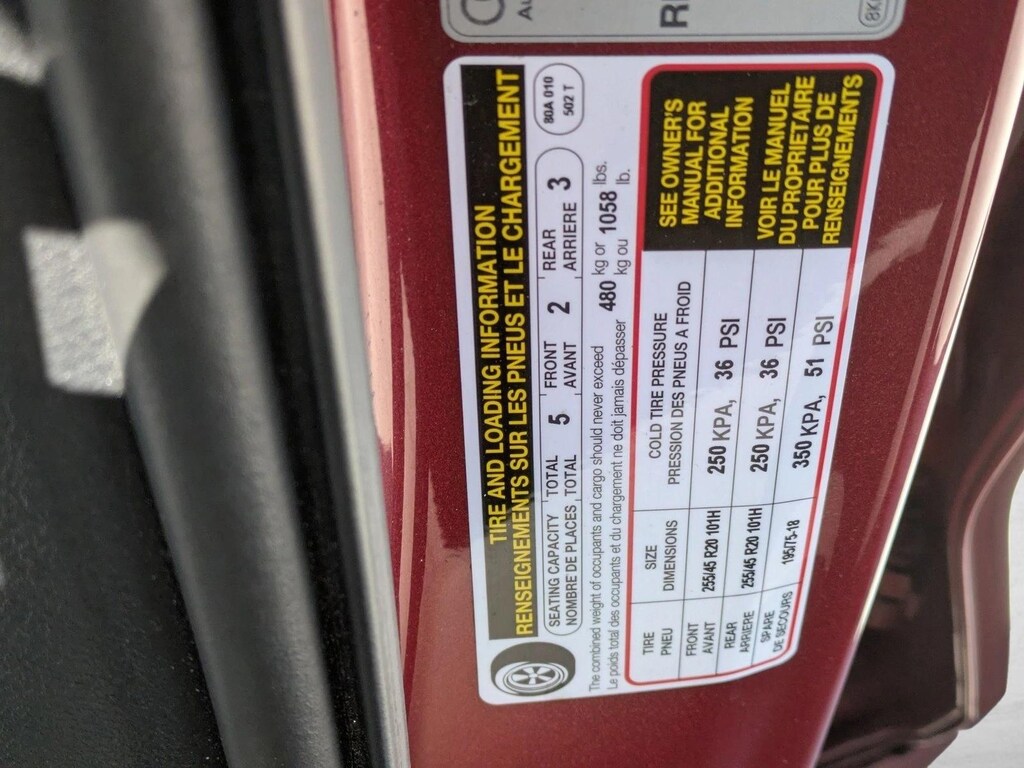 TIRE AND LOADING INFORMATION
RENSEIGNEMENTS SUR LES PNEUS ET LE CHARGEMENT
SEATING CAPACITY TOTAL 5 FRONT 2 REAR 3
NOMBRE DE PLACES TOTAL AVANT ARRIERE
80A 010
502 T
The combined weight of occupants and cargo should never exceed 480 kg or 1058 lbs.
Le poids total des occupants et du chargement ne doit jamais dépasser kg ou lb.
TIRE SIZE COLD TIRE PRESSURE
PNEU DIMENSIONS PRESSION DES PNEUS A FROID
FRONT
AVANT 255/45 R20 101H 250 KPA, 36 PSI
REAR
ARRIERE 255/45 R20 101H 250 KPA, 36 PSI
SPARE
DE SECOURS 195/75-18 350 KPA, 51 PSI
SEE OWNER'S
MANUAL FOR
ADDITIONAL
INFORMATION
VOIR LE MANUEL
DU PROPRIETAIRE
POUR PLUS DE
RENSEIGNEMENTS